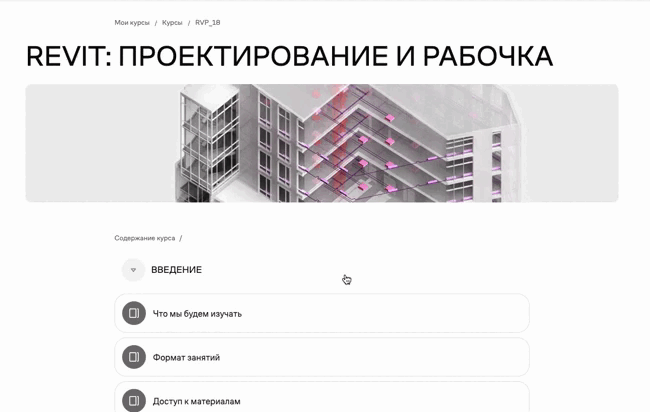 Мои курсы / Курсы / RVP_18
REVIT: ПРОЕКТИРОВАНИЕ И РАБОЧКА
Содержание курса /
ВВЕДЕНИЕ
Что мы будем изучать
Формат занятий
Доступ к материалам